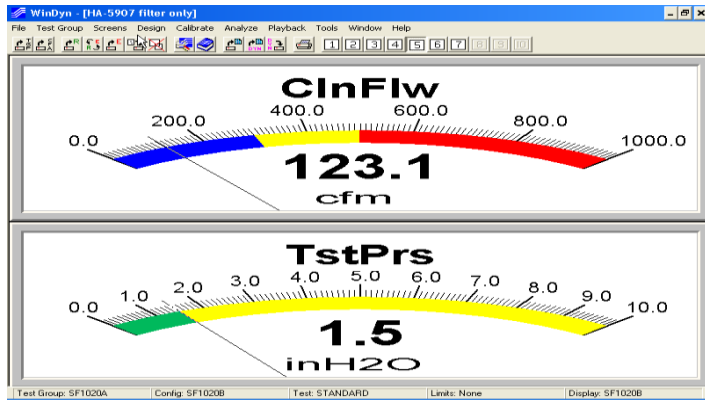 WinDyn - [HA-5907 filter only]
File Test Group Screens Design Calibrate Analyze Playback Tools Window Help
1 2 3 4 5 6 7 8 9 10
ClnFlw
0.0 200.0 400.0 600.0 800.0 1000.0
123.1
cfm
TstPrs
0.0 1.0 2.0 3.0 4.0 5.0 6.0 7.0 8.0 9.0 10.0
1.5
inH2O
Test Group: SF1020A Config: SF1020B Test: STANDARD Limits: None Display: SF1020B